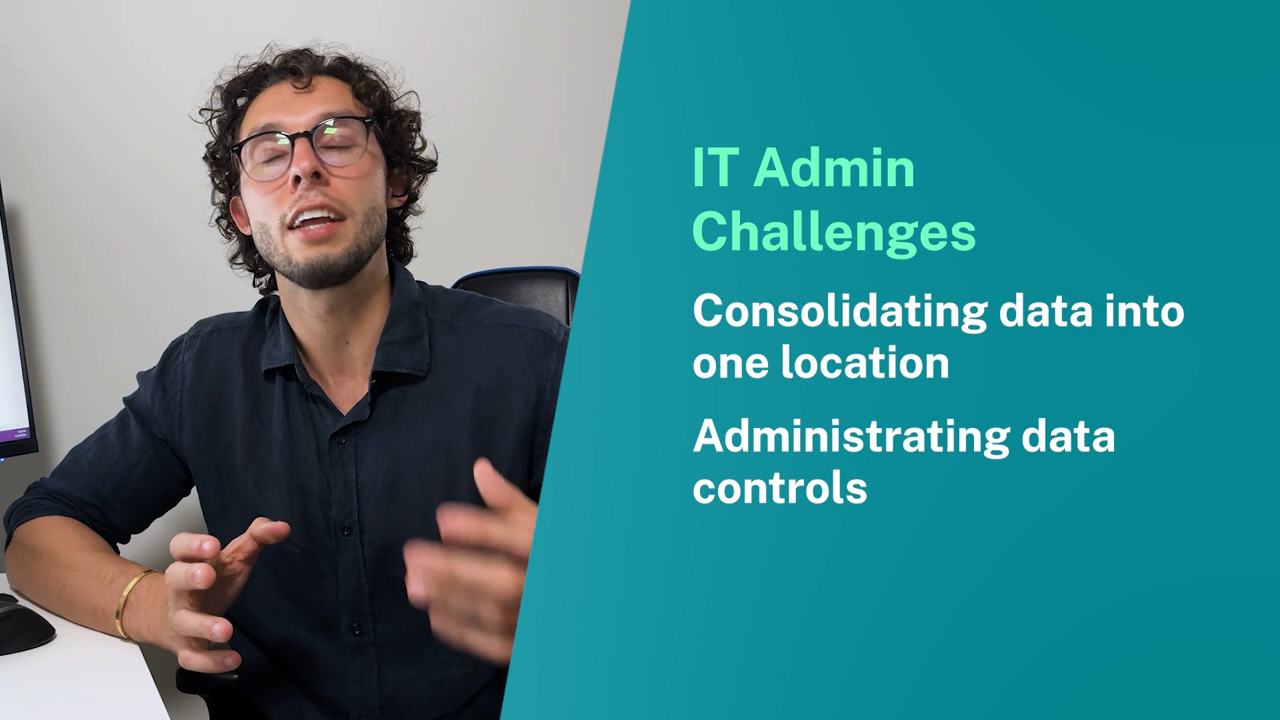 IT Admin
Challenges
Consolidating data into
one location
Administrating data
controls